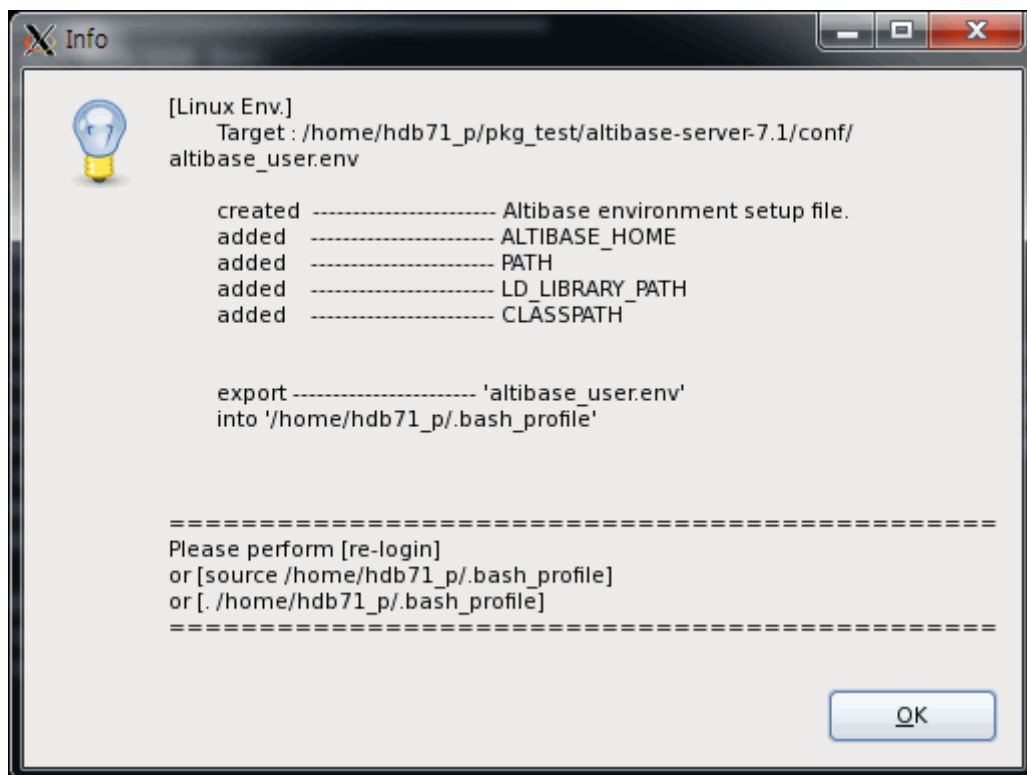 Info
[Linux Env.]
Target : /home/hdb71_p/pkg_test/altibase-server-7.1/conf/
altibase_user.env
created ----------------------- Altibase environment setup file.
added ----------------------- ALTIBASE_HOME
added ----------------------- PATH
added ----------------------- LD_LIBRARY_PATH
added ----------------------- CLASSPATH
export ----------------------- 'altibase_user.env'
into '/home/hdb71_p/.bash_profile'
==============================================
Please perform [re-login]
or [source /home/hdb71_p/.bash_profile]
or [. /home/hdb71_p/.bash_profile]
==============================================
OK